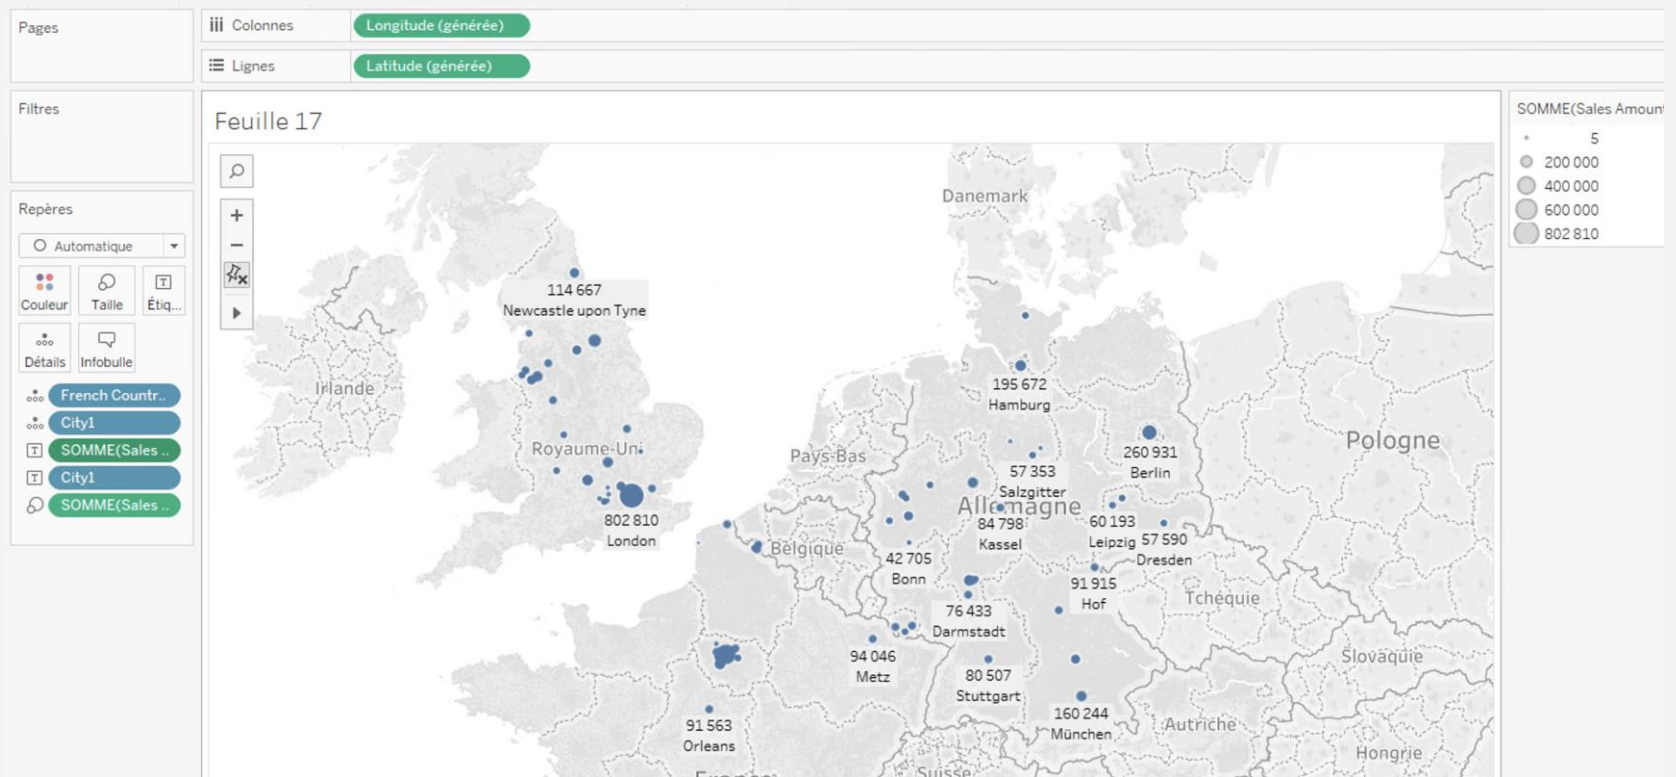 Pages
Colonnes
Longitude (générée)
Lignes
Latitude (générée)
Filtres
Repères
Automatique
Couleur
Taille
Étiq...
Détails
Infobulle
French Countr..
City1
SOMME(Sales ..
City1
SOMME(Sales ..
Feuille 17
Danemark
114 667
Newcastle upon Tyne
Irlande
195 672
Hamburg
Royaume-Uni
Pays-Bas
260 931
Berlin
Pologne
57 353
Salzgitter
Allemagne
802 810
London
84 798
Kassel
60 193
Leipzig
57 590
Dresden
Belgique
42 705
Bonn
91 915
Hof
Tchéquie
76 433
Darmstadt
94 046
Metz
80 507
Stuttgart
Slovaquie
91 563
Orleans
160 244
München
Autriche
Hongrie
France
Suisse
SOMME(Sales Amount
5
200 000
400 000
600 000
802 810